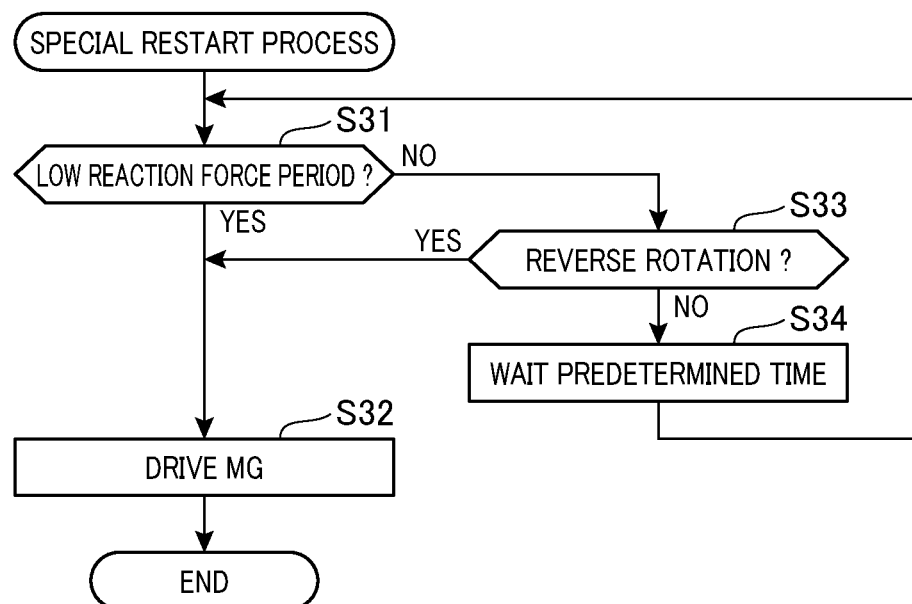 SPECIAL RESTART PROCESS
S31
LOW REACTION FORCE PERIOD ?
NO
YES
S33
REVERSE ROTATION ?
YES
NO
S34
WAIT PREDETERMINED TIME
S32
DRIVE MG
END